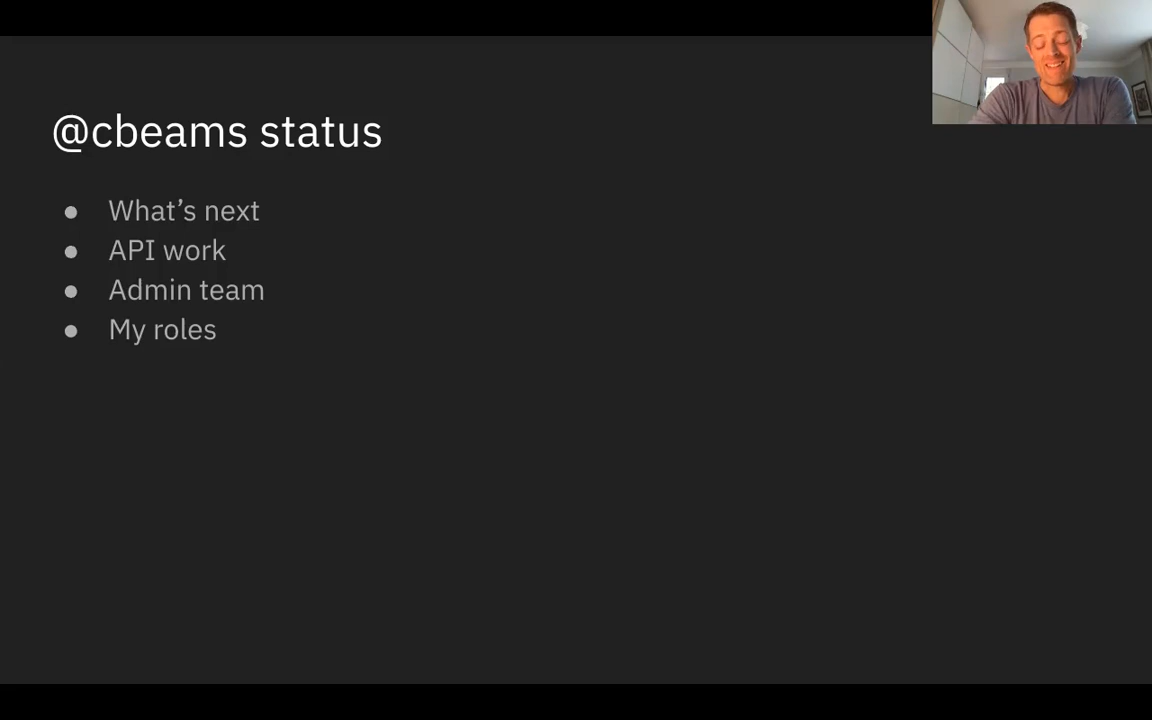 @cbeams status
● What’s next
● API work
● Admin team
● My roles